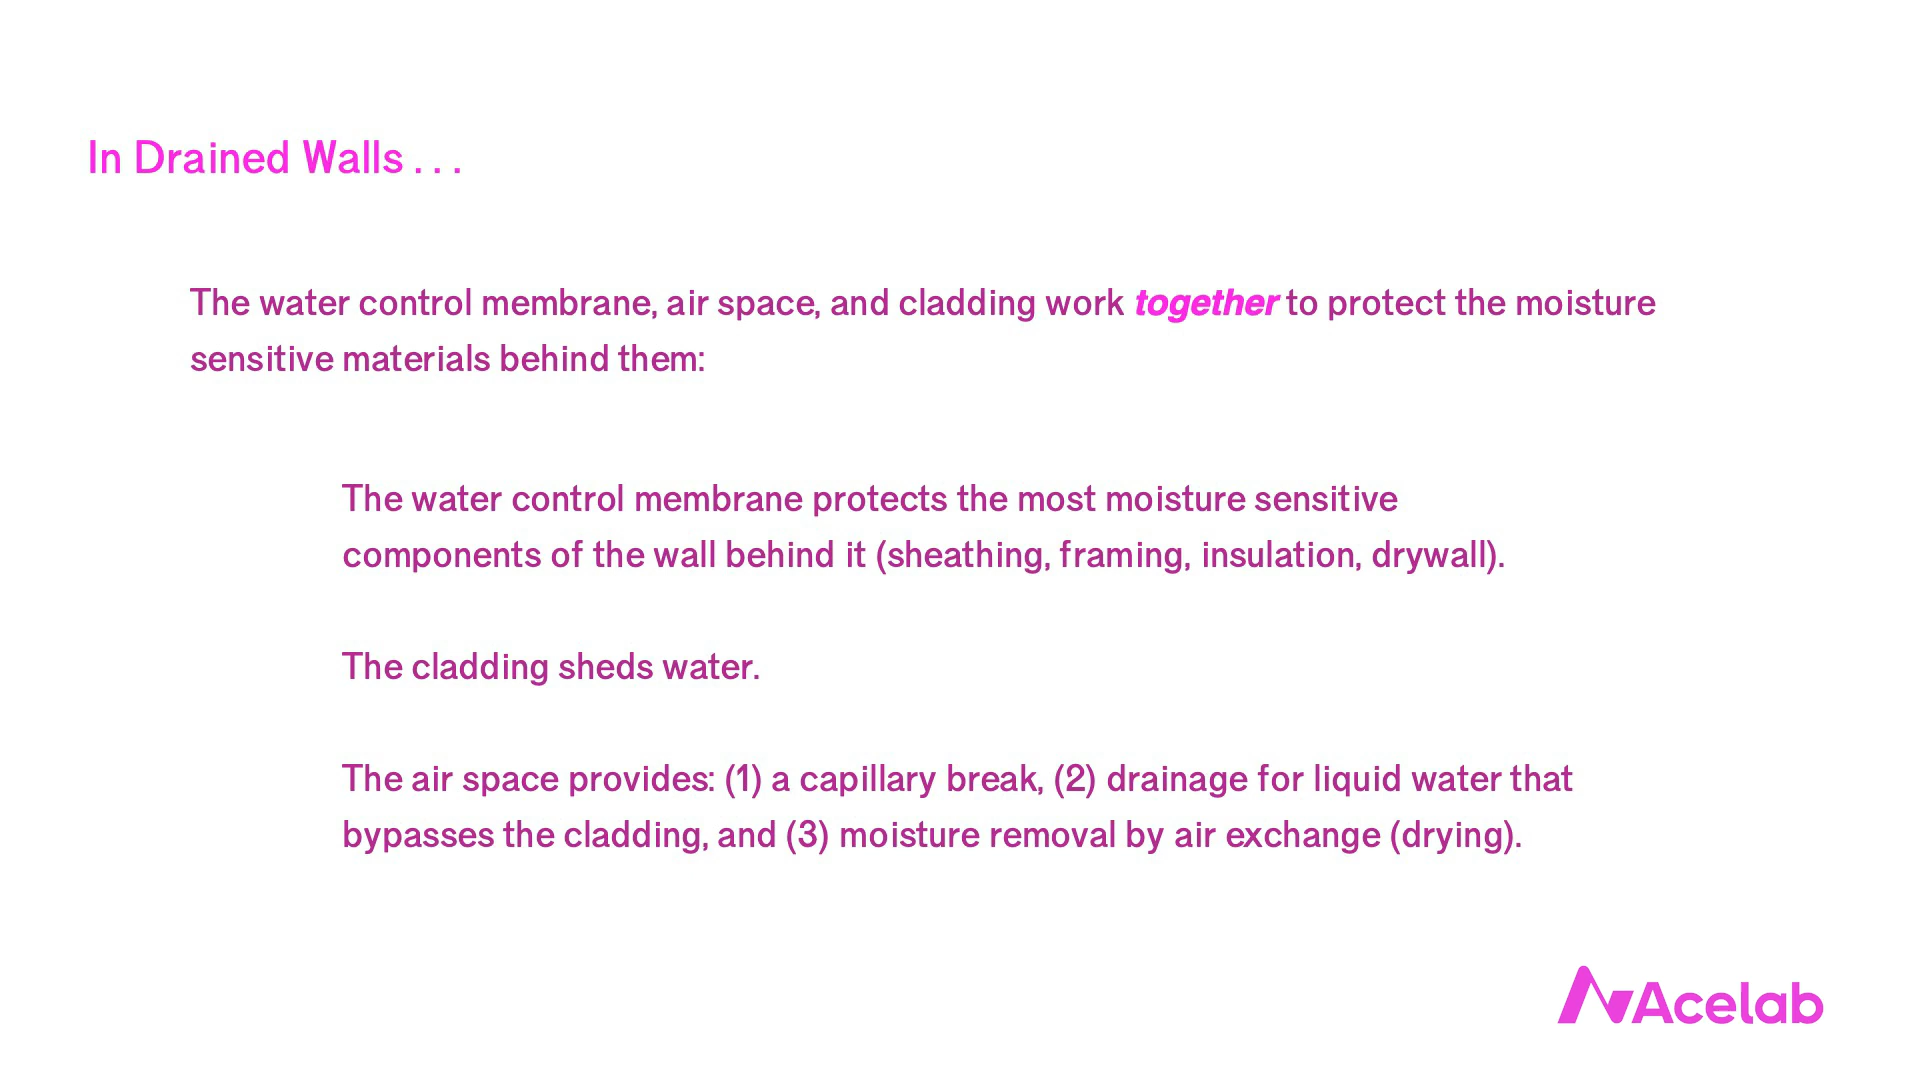 In Drained Walls . . .
The water control membrane, air space, and cladding work together to protect the moisture
sensitive materials behind them:
The water control membrane protects the most moisture sensitive
components of the wall behind it (sheathing, framing, insulation, drywall).
The cladding sheds water.
The air space provides: (1) a capillary break, (2) drainage for liquid water that
bypasses the cladding, and (3) moisture removal by air exchange (drying).
Acelab